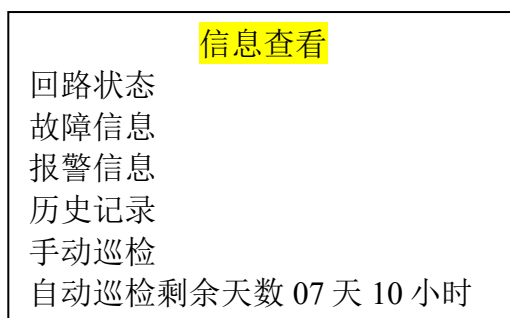 信息查看
回路状态
故障信息
报警信息
历史记录
手动巡检
自动巡检剩余天数 07 天 10 小时